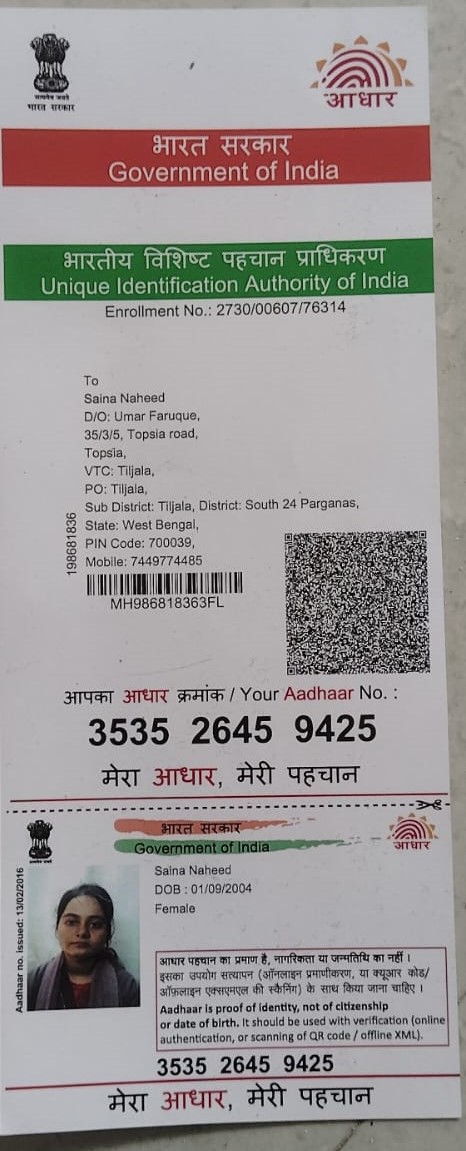 सत्यमेव जयते
भारत सरकार
आधार
भारत सरकार
Government of India
भारतीय विशिष्ट पहचान प्राधिकरण
Unique Identification Authority of India
Enrollment No.: 2730/00607/76314
To
Saina Naheed
D/O: Umar Faruque,
35/3/5, Topsia road,
Topsia,
VTC: Tiljala,
PO: Tiljala,
Sub District: Tiljala, District: South 24 Parganas,
State: West Bengal,
PIN Code: 700039,
Mobile: 7449774485
198681836
MH986818363FL
आपका आधार क्रमांक / Your Aadhaar No. :
3535 2645 9425
मेरा आधार, मेरी पहचान
भारत सरकार
Government of India
आधार
Aadhaar no. issued: 13/02/2016
Saina Naheed
DOB : 01/09/2004
Female
आधार पहचान का प्रमाण है, नागरिकता या जन्मतिथि का नहीं ।
इसका उपयोग सत्यापन (ऑनलाइन प्रमाणीकरण, या क्यूआर कोड/
ऑफ़लाइन एक्सएमएल की स्कैनिंग) के साथ किया जाना चाहिए ।
Aadhaar is proof of identity, not of citizenship
or date of birth. It should be used with verification (online
authentication, or scanning of QR code / offline XML).
3535 2645 9425
मेरा आधार, मेरी पहचान